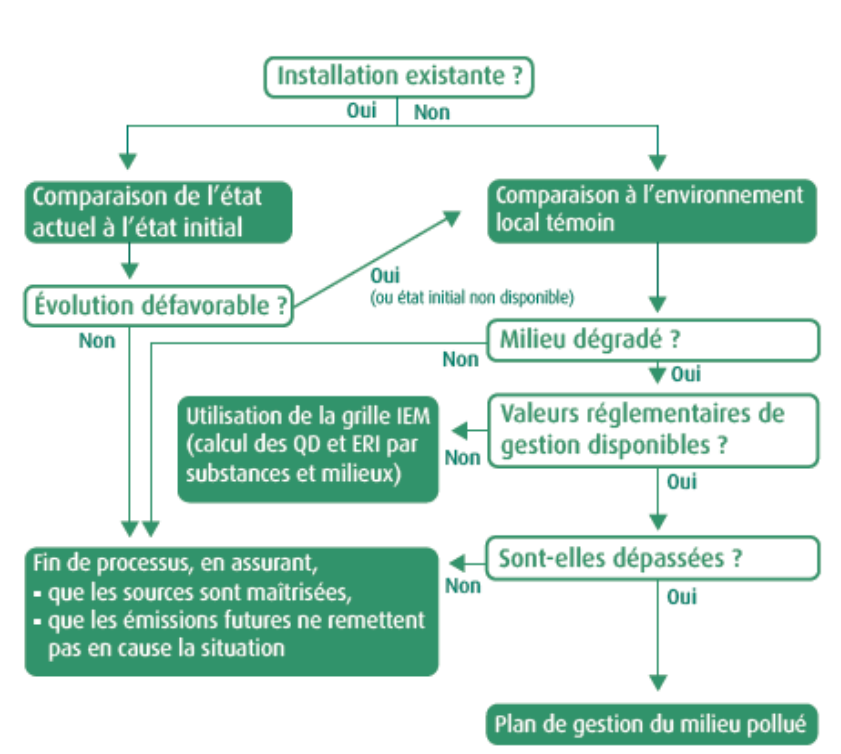 Installation existante ?
Oui
Non
Comparaison de l'état
actuel à l'état initial
Comparaison à l'environnement
local témoin
Oui
(ou état initial non disponible)
Évolution défavorable ?
Non
Milieu dégradé ?
Non
Oui
Utilisation de la grille IEM
(calcul des QD et ERI par
substances et milieux)
Valeurs réglementaires de
gestion disponibles ?
Non
Oui
Fin de processus, en assurant,
▪ que les sources sont maîtrisées,
▪ que les émissions futures ne remettent
pas en cause la situation
Sont-elles dépassées ?
Non
Oui
Plan de gestion du milieu pollué